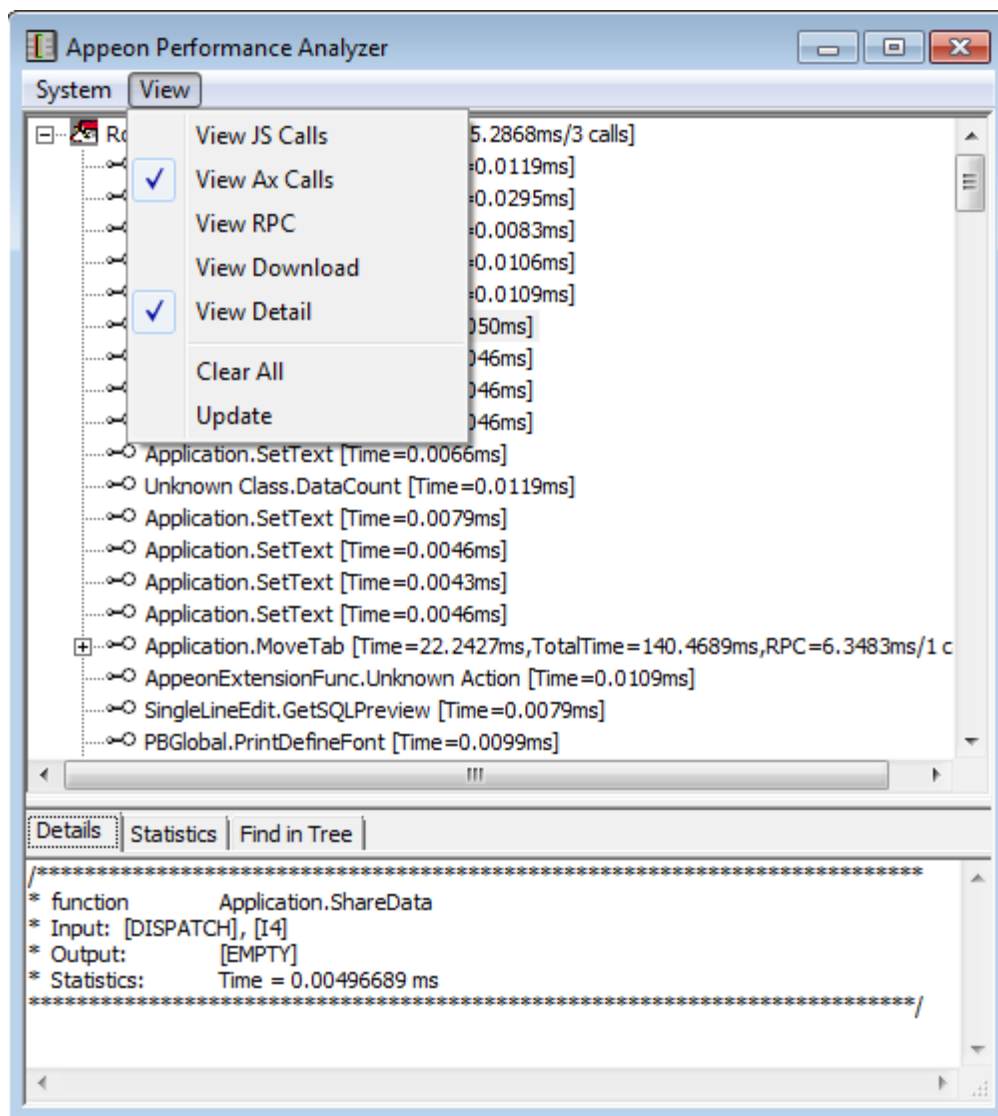 Appeon Performance Analyzer
System View
View JS Calls
View Ax Calls
View RPC
View Download
View Detail
Clear All
Update
5.2868ms/3 calls]
=0.0119ms]
=0.0295ms]
=0.0083ms]
=0.0106ms]
=0.0109ms]
050ms]
046ms]
046ms]
046ms]
Application.SetText [Time=0.0066ms]
Unknown Class.DataCount [Time=0.0119ms]
Application.SetText [Time=0.0079ms]
Application.SetText [Time=0.0046ms]
Application.SetText [Time=0.0043ms]
Application.SetText [Time=0.0046ms]
Application.MoveTab [Time=22.2427ms,TotalTime=140.4689ms,RPC=6.3483ms/1 c
AppeonExtensionFunc.Unknown Action [Time=0.0109ms]
SingleLineEdit.GetSQLPreview [Time=0.0079ms]
PBGlobal.PrintDefineFont [Time=0.0099ms]
Details Statistics Find in Tree
/**************************************************************************
* function Application.ShareData
* Input: [DISPATCH], [I4]
* Output: [EMPTY]
* Statistics: Time = 0.00496689 ms
**************************************************************************/